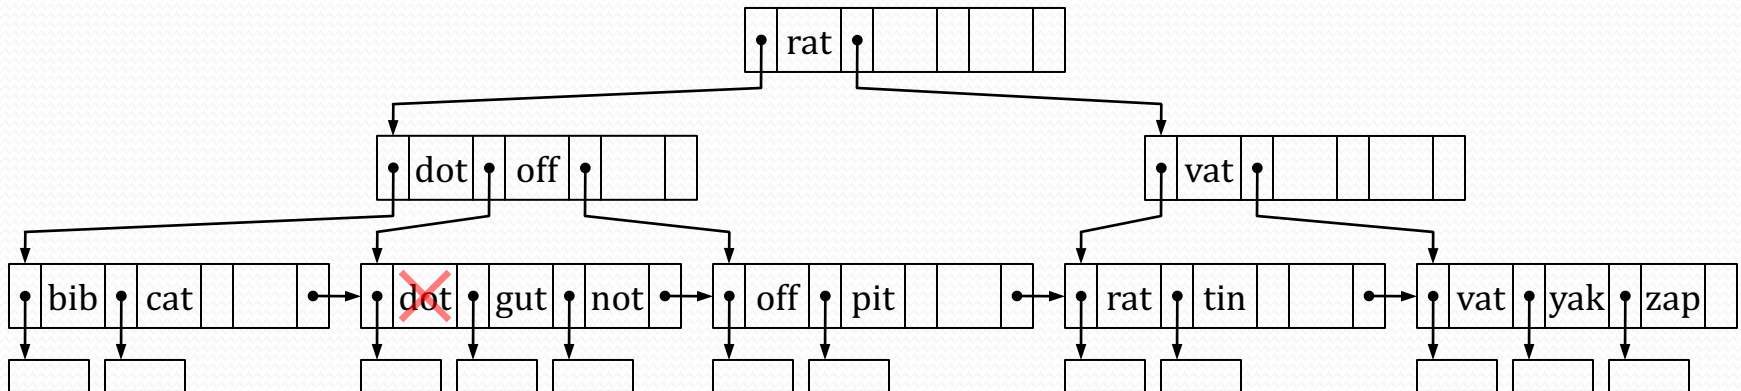 rat
dot off vat
bib cat dot gut not off pit rat tin vat yak zap